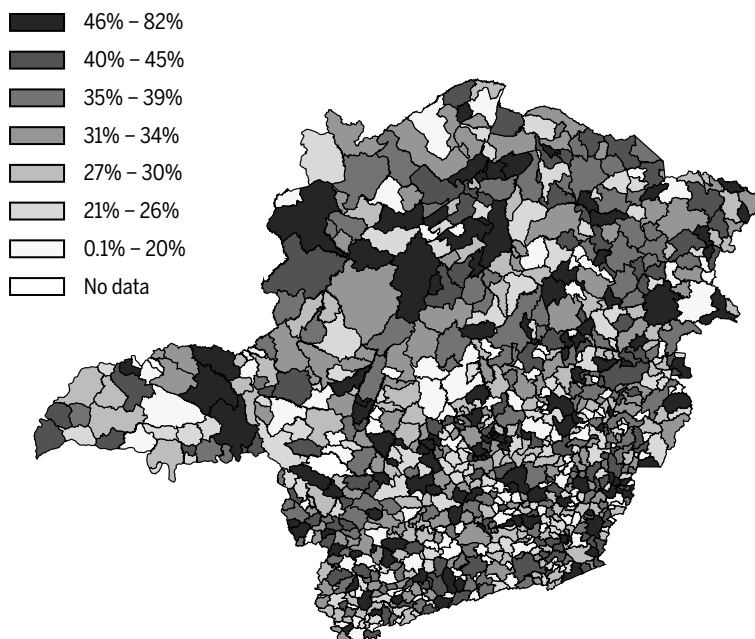 46% – 82%
40% – 45%
35% – 39%
31% – 34%
27% – 30%
21% – 26%
0.1% – 20%
No data